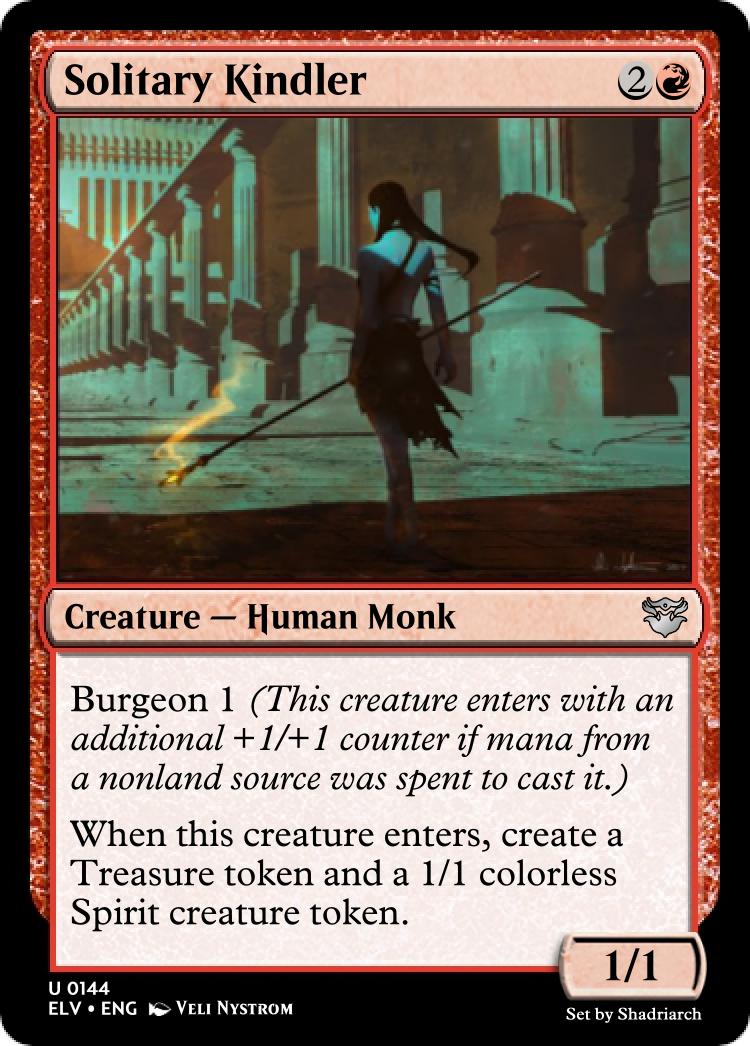 Solitary Kindler 2
Creature — Human Monk
Burgeon 1 (This creature enters with an
additional +1/+1 counter if mana from
a nonland source was spent to cast it.)
When this creature enters, create a
Treasure token and a 1/1 colorless
Spirit creature token.
1/1
U 0144
ELV • ENG VELI NYSTROM
Set by Shadriarch